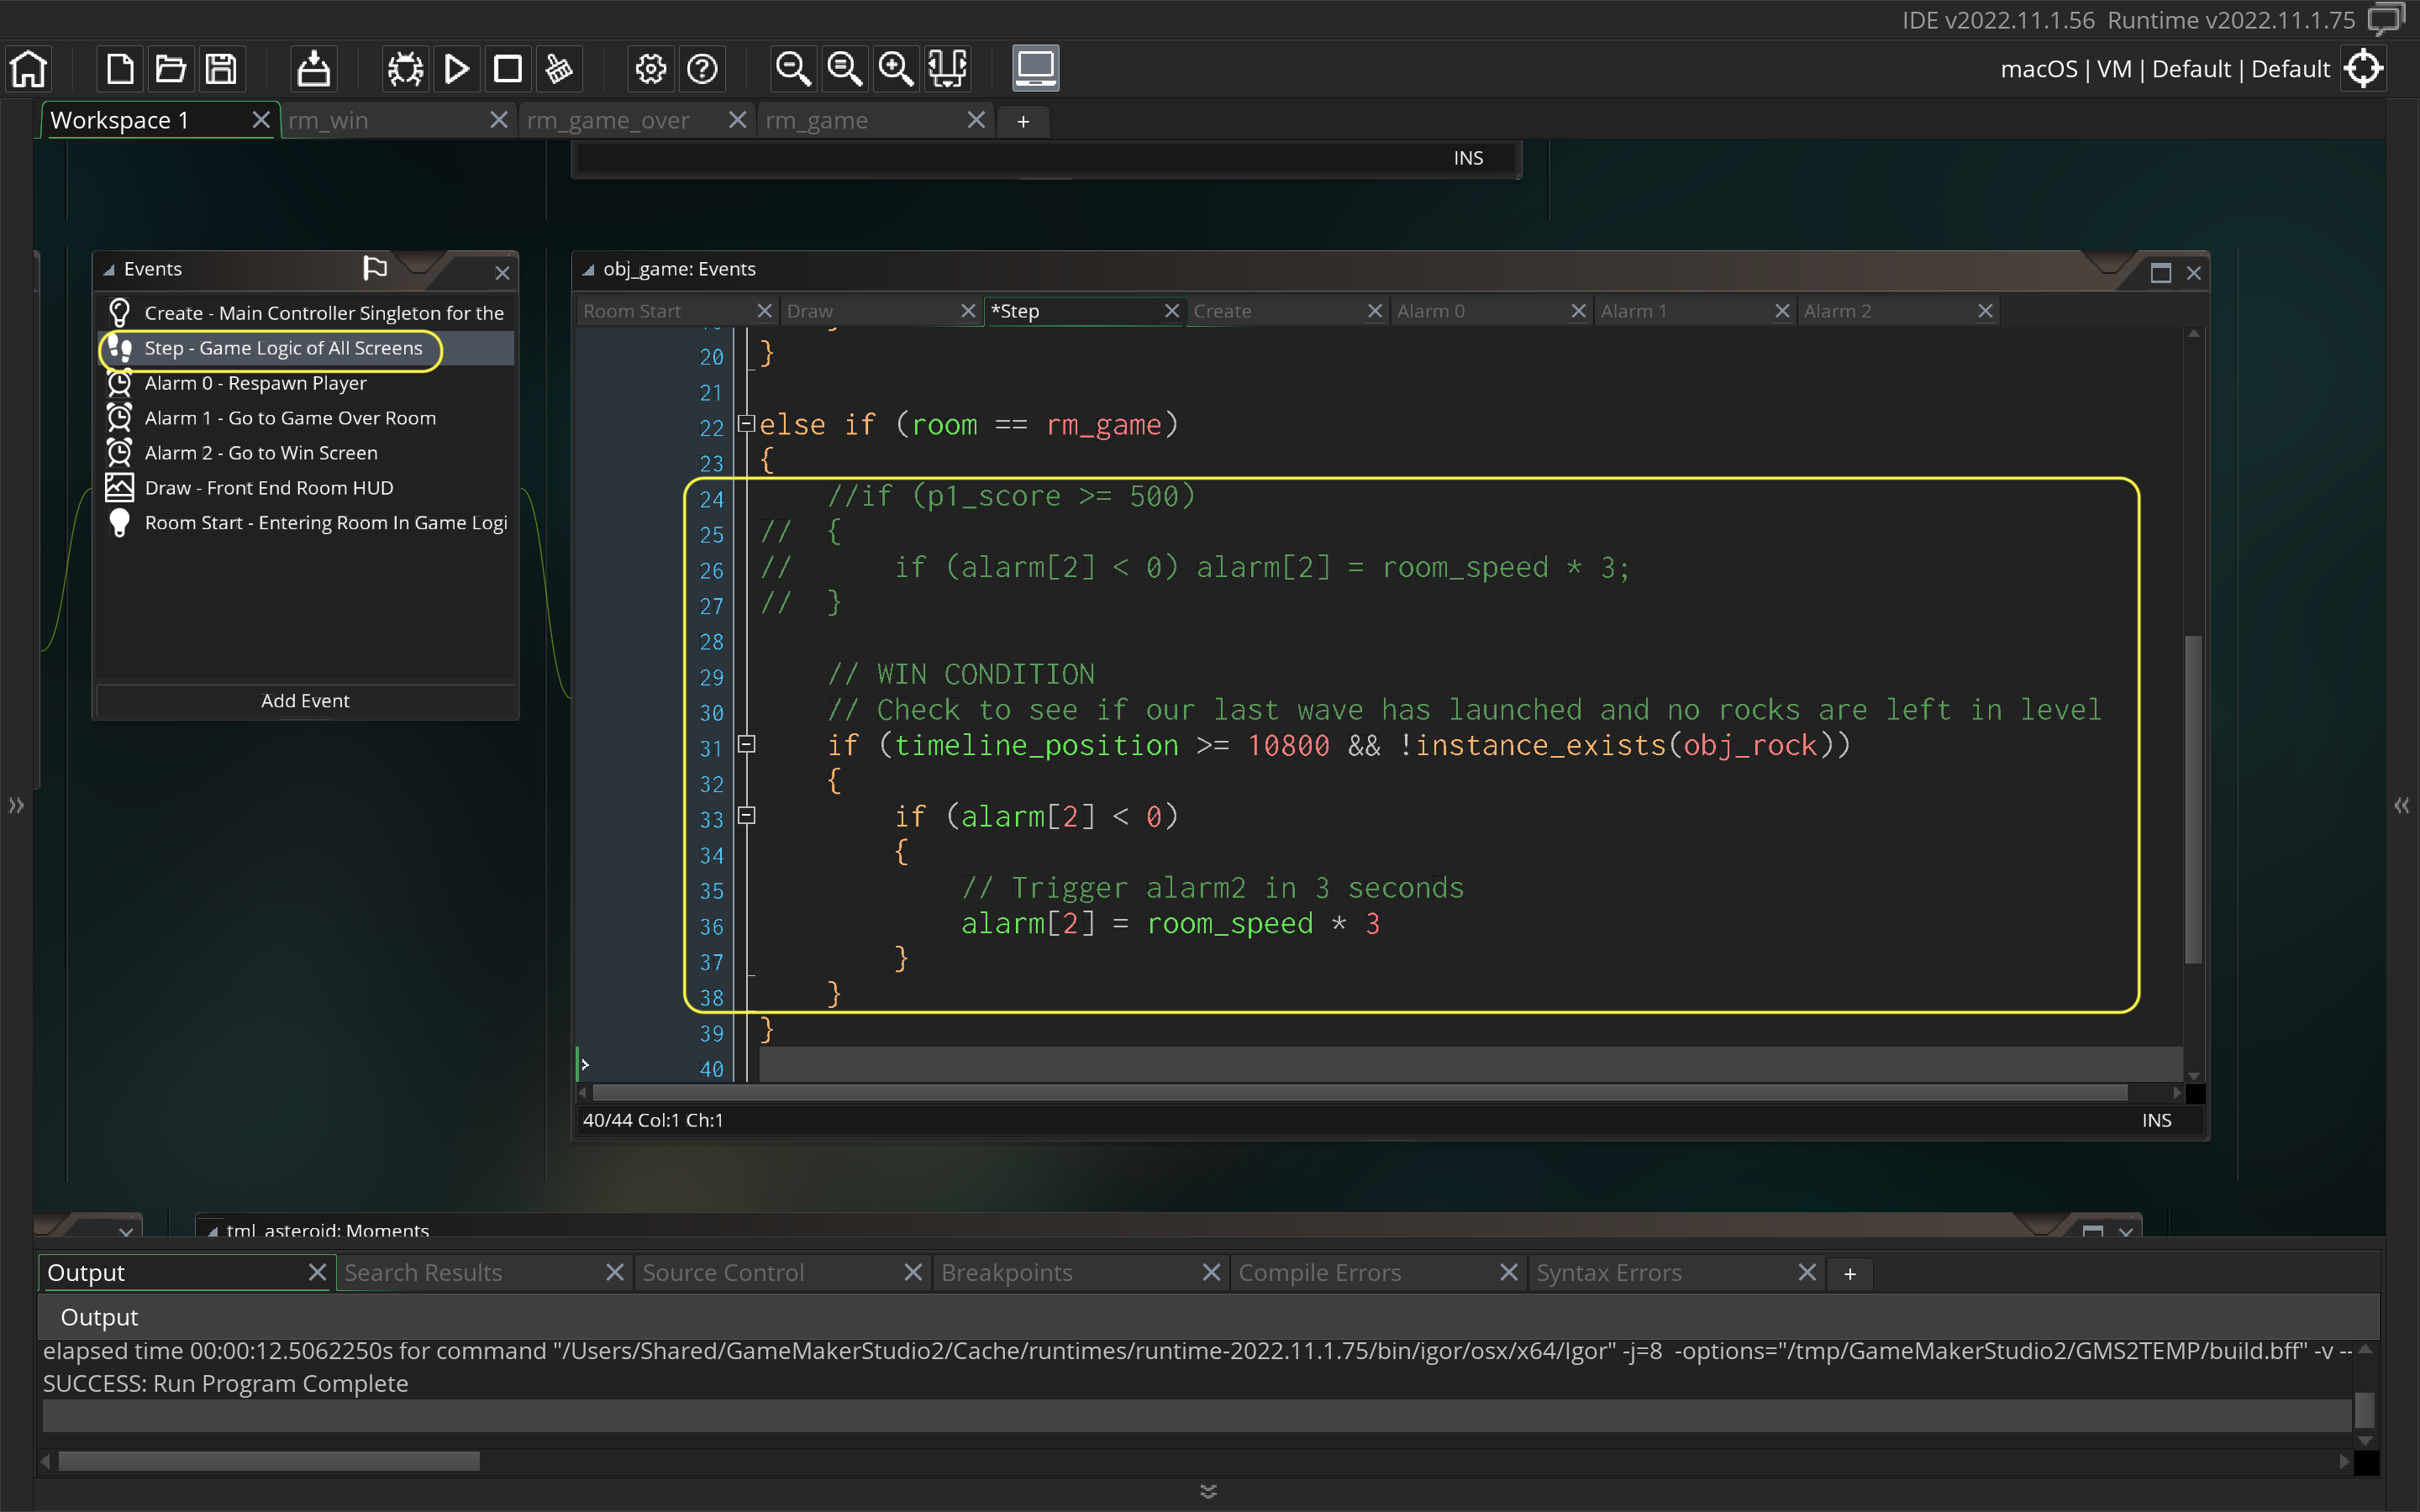 IDE v2022.11.1.56 Runtime v2022.11.1.75
macOS | VM | Default | Default
Workspace 1
rm_win
rm_game_over
rm_game
+
INS
Events
Create - Main Controller Singleton for the
Step - Game Logic of All Screens
Alarm 0 - Respawn Player
Alarm 1 - Go to Game Over Room
Alarm 2 - Go to Win Screen
Draw - Front End Room HUD
Room Start - Entering Room In Game Logi
Add Event
obj_game: Events
Room Start
Draw
*Step
Create
Alarm 0
Alarm 1
Alarm 2
20 }
21
22 else if (room == rm_game)
23 {
24 //if (p1_score >= 500)
25 // {
26 // if (alarm[2] < 0) alarm[2] = room_speed * 3;
27 // }
28
29 // WIN CONDITION
30 // Check to see if our last wave has launched and no rocks are left in level
31 if (timeline_position >= 10800 && !instance_exists(obj_rock))
32 {
33 if (alarm[2] < 0)
34 {
35 // Trigger alarm2 in 3 seconds
36 alarm[2] = room_speed * 3
37 }
38 }
39 }
40
40/44 Col:1 Ch:1
INS
tml_asteroid: Moments
Output
Search Results
Source Control
Breakpoints
Compile Errors
Syntax Errors
+
Output
elapsed time 00:00:12.5062250s for command "/Users/Shared/GameMakerStudio2/Cache/runtimes/runtime-2022.11.1.75/bin/igor/osx/x64/Igor" -j=8 -options="/tmp/GameMakerStudio2/GMS2TEMP/build.bff" -v --
SUCCESS: Run Program Complete